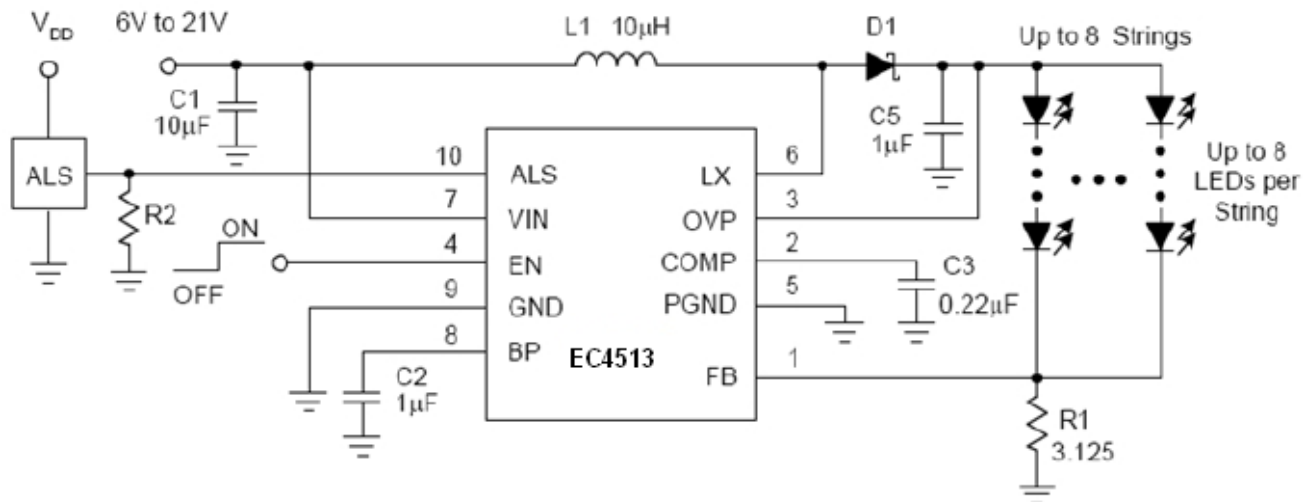 V_DD
6V to 21V
L1 10µH
D1
Up to 8 Strings
C1
10µF
C5
1µF
ALS
R2
ON
OFF
10
7
4
9
8
ALS
VIN
EN
GND
BP
EC4513
LX
OVP
COMP
PGND
FB
6
3
2
5
1
C3
0.22µF
C2
1µF
Up to 8
LEDs per
String
R1
3.125